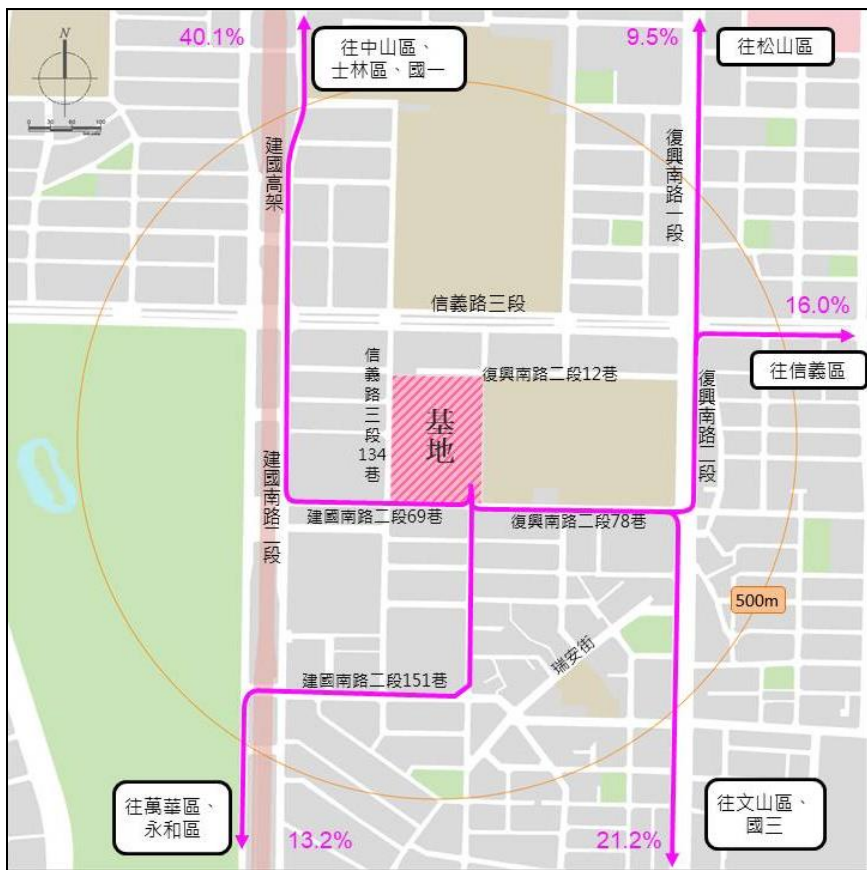 40.1%
往中山區、
士林區、國一
9.5%
往松山區
N
建國高架
復興南路一段
信義路三段
16.0%
往信義區
信義路三段134巷
復興南路二段12巷
復興南路二段
基地
建國南路二段
建國南路二段69巷
復興南路二段78巷
500m
瑞安街
建國南路二段151巷
往萬華區、
永和區
13.2%
21.2%
往文山區、
國三